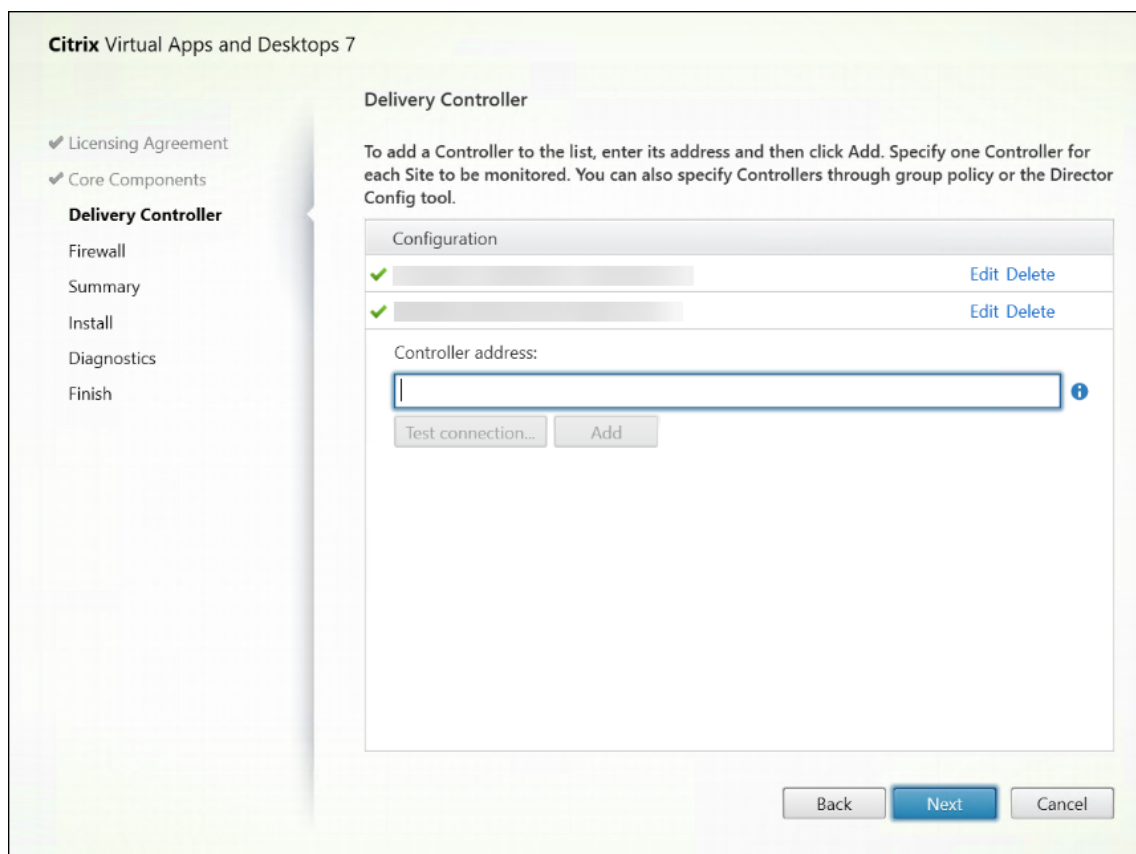 Citrix Virtual Apps and Desktops 7
Licensing Agreement
Core Components
Delivery Controller
Firewall
Summary
Install
Diagnostics
Finish
Delivery Controller
To add a Controller to the list, enter its address and then click Add. Specify one Controller for
each Site to be monitored. You can also specify Controllers through group policy or the Director
Config tool.
Configuration
Edit Delete
Edit Delete
Controller address:
Test connection... Add
Back Next Cancel